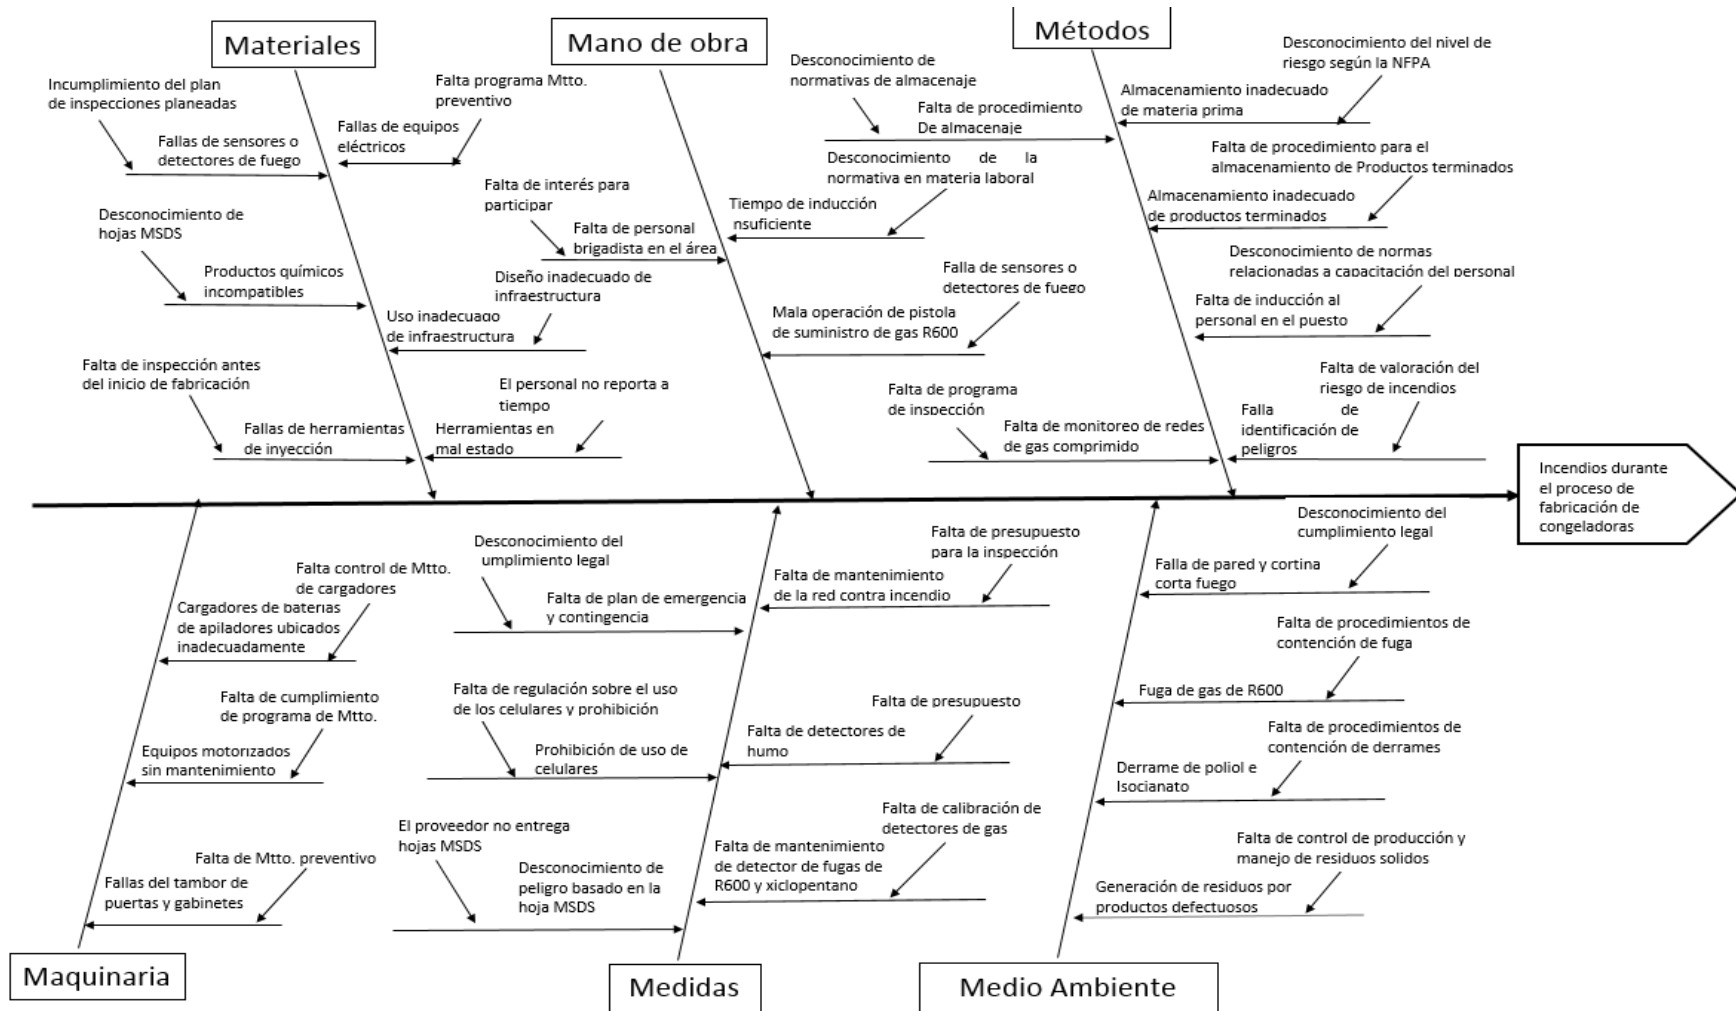 Materiales
Mano de obra
Métodos
Incumplimiento del plan
de inspecciones planeadas
Fallas de sensores o
detectores de fuego
Falta programa Mtto.
preventivo
Fallas de equipos
eléctricos
Desconocimiento de
hojas MSDS
Productos químicos
incompatibles
Diseño inadecuado de
infraestructura
Uso inadecuado
de infraestructura
Falta de inspección antes
del inicio de fabricación
Fallas de herramientas
de inyección
El personal no reporta a
tiempo
Herramientas en
mal estado
Falta de interés para
participar
Falta de personal
brigadista en el área
Desconocimiento de la
normativa en materia laboral
Tiempo de inducción
nsuficiente
Falla de sensores o
detectores de fuego
Mala operación de pistola
de suministro de gas R600
Desconocimiento de
normativas de almacenaje
Falta de procedimiento
De almacenaje
Desconocimiento del nivel de
riesgo según la NFPA
Almacenamiento inadecuado
de materia prima
Falta de procedimiento para el
almacenamiento de Productos terminados
Almacenamiento inadecuado
de productos terminados
Desconocimiento de normas
relacionadas a capacitación del personal
Falta de inducción al
personal en el puesto
Falta de programa
de inspección
Falta de monitoreo de redes
de gas comprimido
Falta de valoración del
riesgo de incendios
Falla de
identificación de
peligros
Incendios durante
el proceso de
fabricación de
congeladoras
Falta control de Mtto.
de cargadores
Cargadores de baterías
de apiladores ubicados
inadecuadamente
Falta de cumplimiento
de programa de Mtto.
Equipos motorizados
sin mantenimiento
Falta de Mtto. preventivo
Fallas del tambor de
puertas y gabinetes
Desconocimiento del
umplimiento legal
Falta de plan de emergencia
y contingencia
Falta de presupuesto
para la inspección
Falta de mantenimiento
de la red contra incendio
Falta de regulación sobre el uso
de los celulares y prohibición
Prohibición de uso de
celulares
Falta de presupuesto
Falta de detectores de
humo
El proveedor no entrega
hojas MSDS
Desconocimiento de
peligro basado en la
hoja MSDS
Falta de calibración de
detectores de gas
Falta de mantenimiento
de detector de fugas de
R600 y xiclopentano
Desconocimiento del
cumplimiento legal
Falla de pared y cortina
corta fuego
Falta de procedimientos de
contención de fuga
Fuga de gas de R600
Falta de procedimientos de
contención de derrames
Derrame de poliol e
Isocianato
Falta de control de producción y
manejo de residuos solidos
Generación de residuos por
productos defectuosos
Maquinaria
Medidas
Medio Ambiente